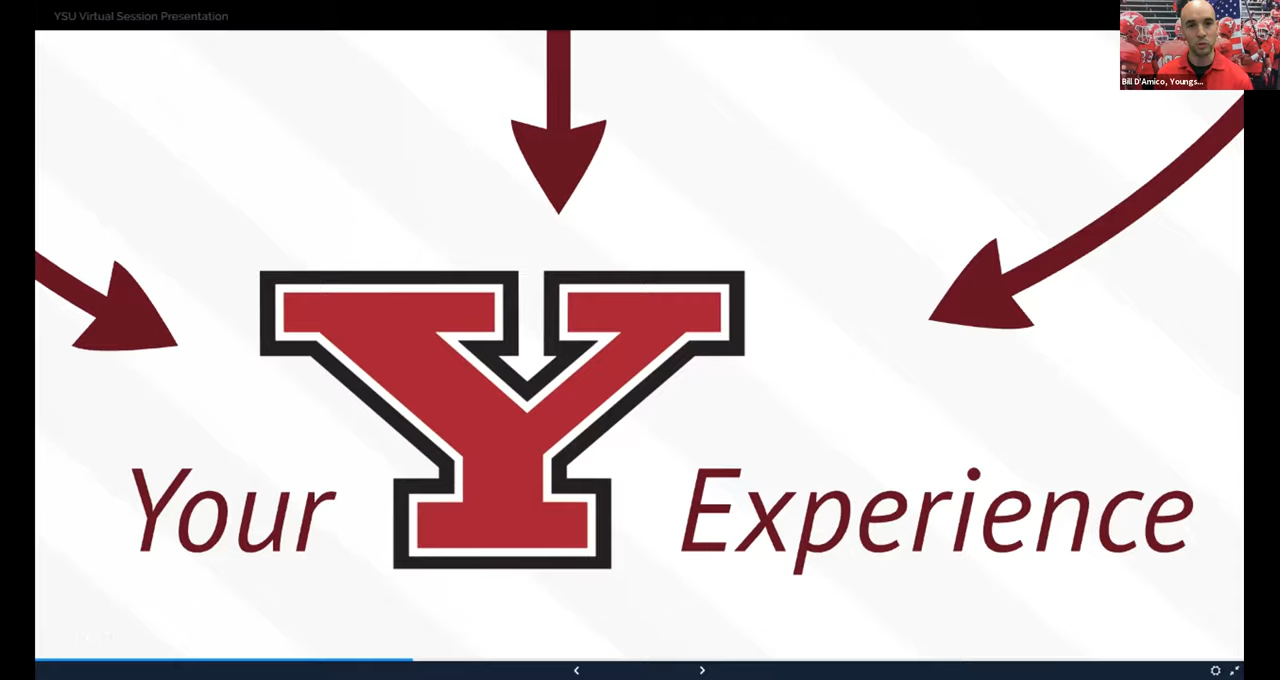 YSU Virtual Session Presentation
Bill D'Amico, Youngs...
Your Y Experience